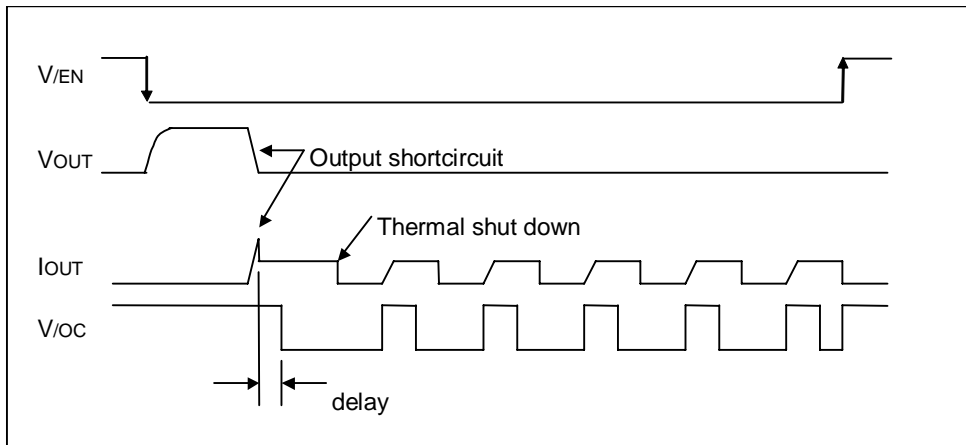 V/EN
VOUT
Output shortcircuit
Thermal shut down
IOUT
V/OC
delay